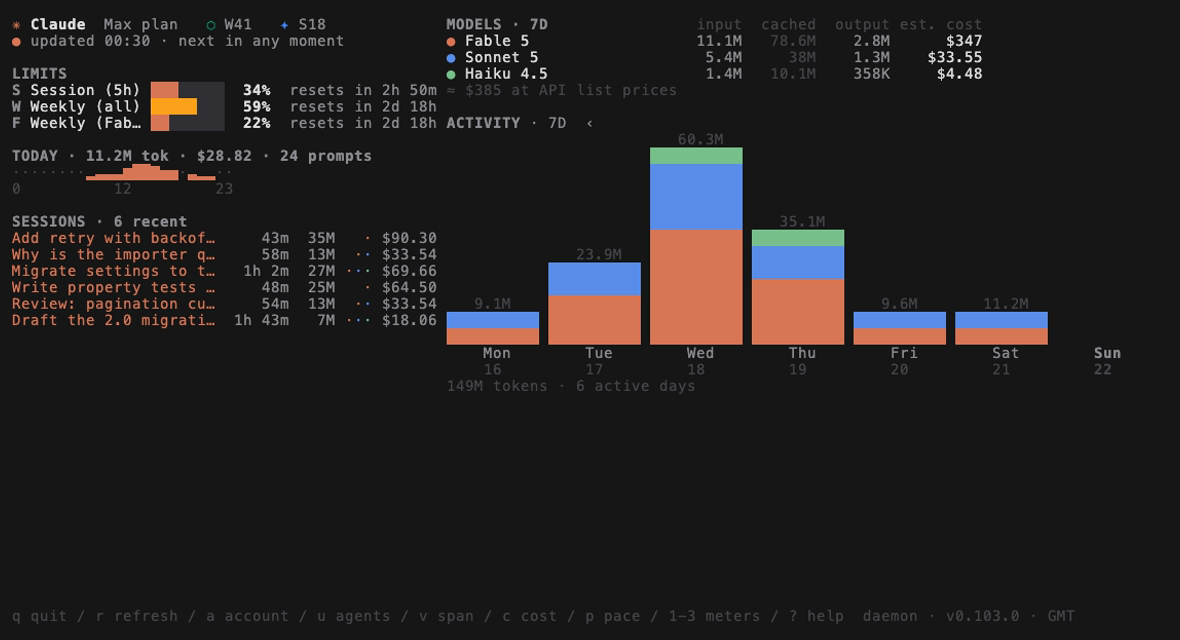 ✳ Claude Max plan ⬡ W41 ✦ S18
● updated 00:30 · next in any moment
LIMITS
S Session (5h) 34% resets in 2h 50m
W Weekly (all) 59% resets in 2d 18h
F Weekly (Fab… 22% resets in 2d 18h
TODAY · 11.2M tok · $28.82 · 24 prompts
0 12 23
SESSIONS · 6 recent
Add retry with backof… 43m 35M · $90.30
Why is the importer q… 58m 13M ·· $33.54
Migrate settings to t… 1h 2m 27M ··· $69.66
Write property tests … 48m 25M · $64.50
Review: pagination cu… 54m 13M ·· $33.54
Draft the 2.0 migrati… 1h 43m 7M ··· $18.06
MODELS · 7D input cached output est. cost
● Fable 5 11.1M 78.6M 2.8M $347
● Sonnet 5 5.4M 38M 1.3M $33.55
● Haiku 4.5 1.4M 10.1M 358K $4.48
≈ $385 at API list prices
ACTIVITY · 7D ‹
9.1M 23.9M 60.3M 35.1M 9.6M 11.2M
Mon Tue Wed Thu Fri Sat Sun
16 17 18 19 20 21 22
149M tokens · 6 active days
q quit / r refresh / a account / u agents / v span / c cost / p pace / 1–3 meters / ? help daemon · v0.103.0 · GMT